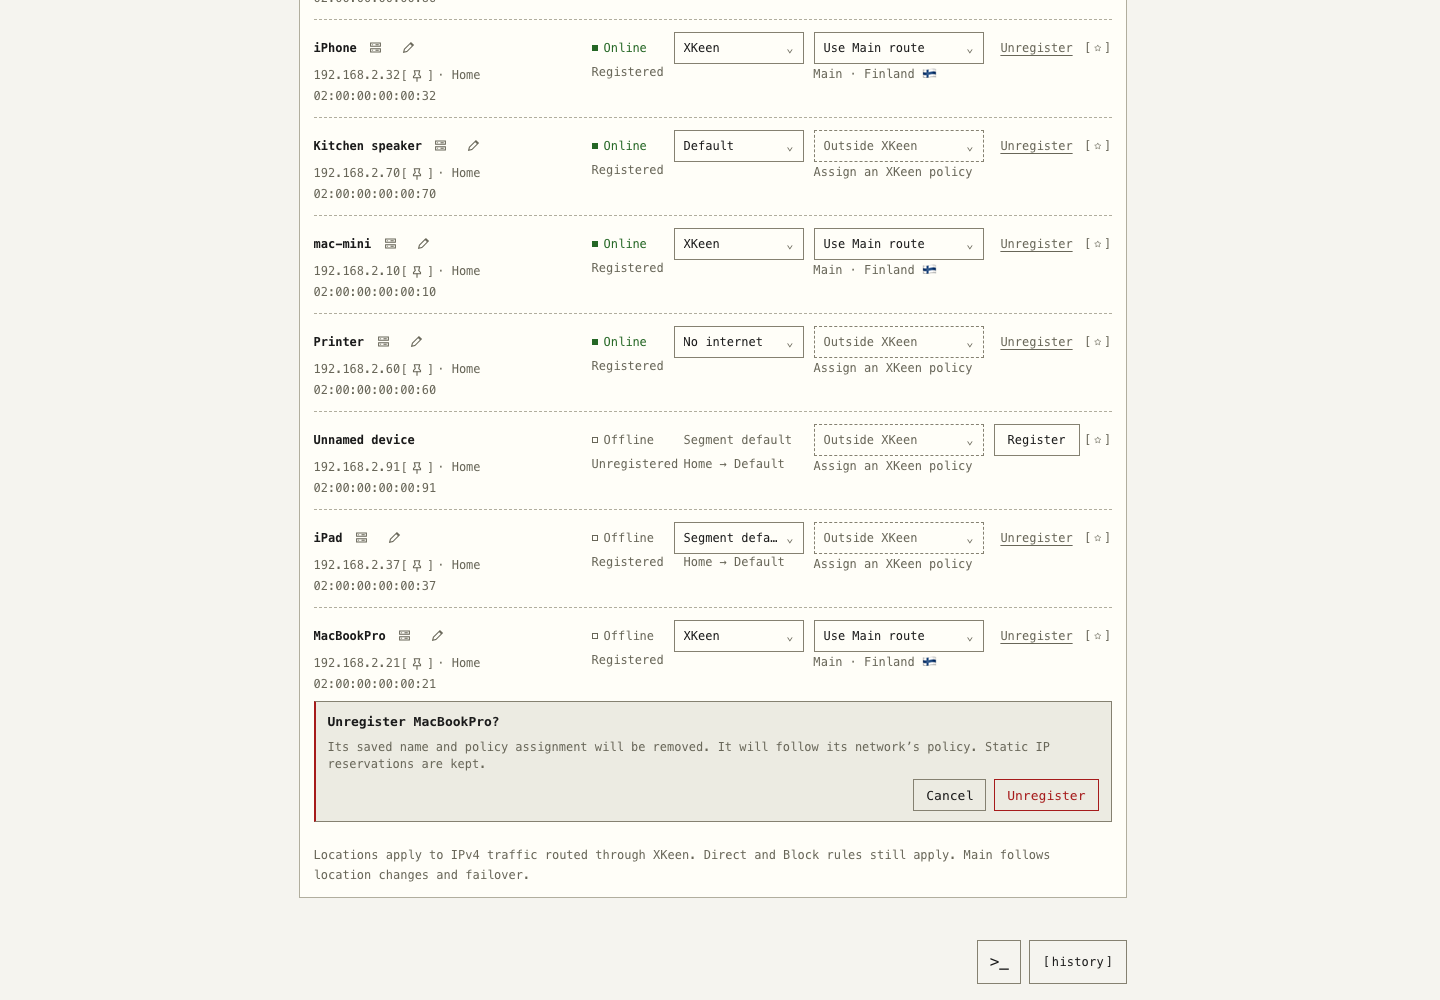 iPhone Online XKeen Use Main route Unregister [☆]
192.168.2.32[ ] · Home Registered Main · Finland 🇫🇮
02:00:00:00:00:32
Kitchen speaker Online Default Outside XKeen Unregister [☆]
192.168.2.70[ ] · Home Registered Assign an XKeen policy
02:00:00:00:00:70
mac-mini Online XKeen Use Main route Unregister [☆]
192.168.2.10[ ] · Home Registered Main · Finland 🇫🇮
02:00:00:00:00:10
Printer Online No internet Outside XKeen Unregister [☆]
192.168.2.60[ ] · Home Registered Assign an XKeen policy
02:00:00:00:00:60
Unnamed device Offline Segment default Outside XKeen Register [☆]
192.168.2.91[ ] · Home Unregistered Home → Default Assign an XKeen policy
02:00:00:00:00:91
iPad Offline Segment defa… Outside XKeen Unregister [☆]
192.168.2.37[ ] · Home Registered Home → Default Assign an XKeen policy
02:00:00:00:00:37
MacBookPro Offline XKeen Use Main route Unregister [☆]
192.168.2.21[ ] · Home Registered Main · Finland 🇫🇮
02:00:00:00:00:21
Unregister MacBookPro?
Its saved name and policy assignment will be removed. It will follow its network’s policy. Static IP
reservations are kept.
Cancel Unregister
Locations apply to IPv4 traffic routed through XKeen. Direct and Block rules still apply. Main follows
location changes and failover.
>_ [history]